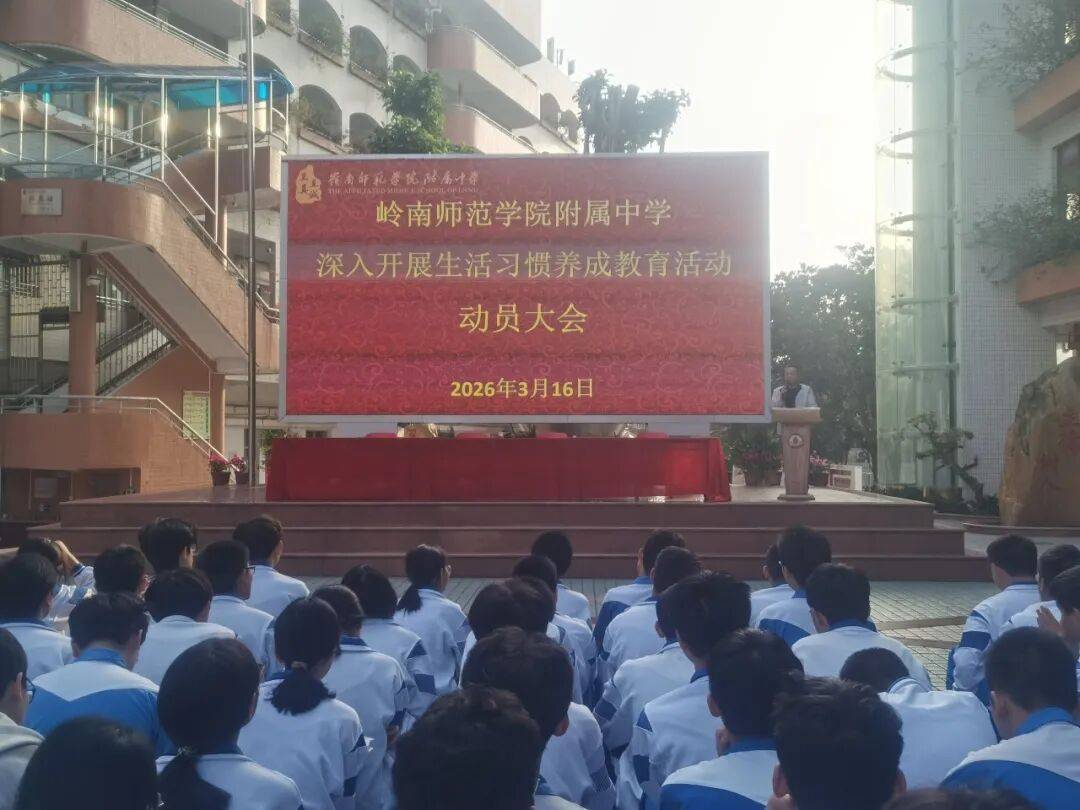 嶺南师范学院附属中学
THE AFFILIATED MIDDLE SCHOOL OF LNNU
岭南师范学院附属中学
深入开展生活习惯养成教育活动
动员大会
2026年3月16日